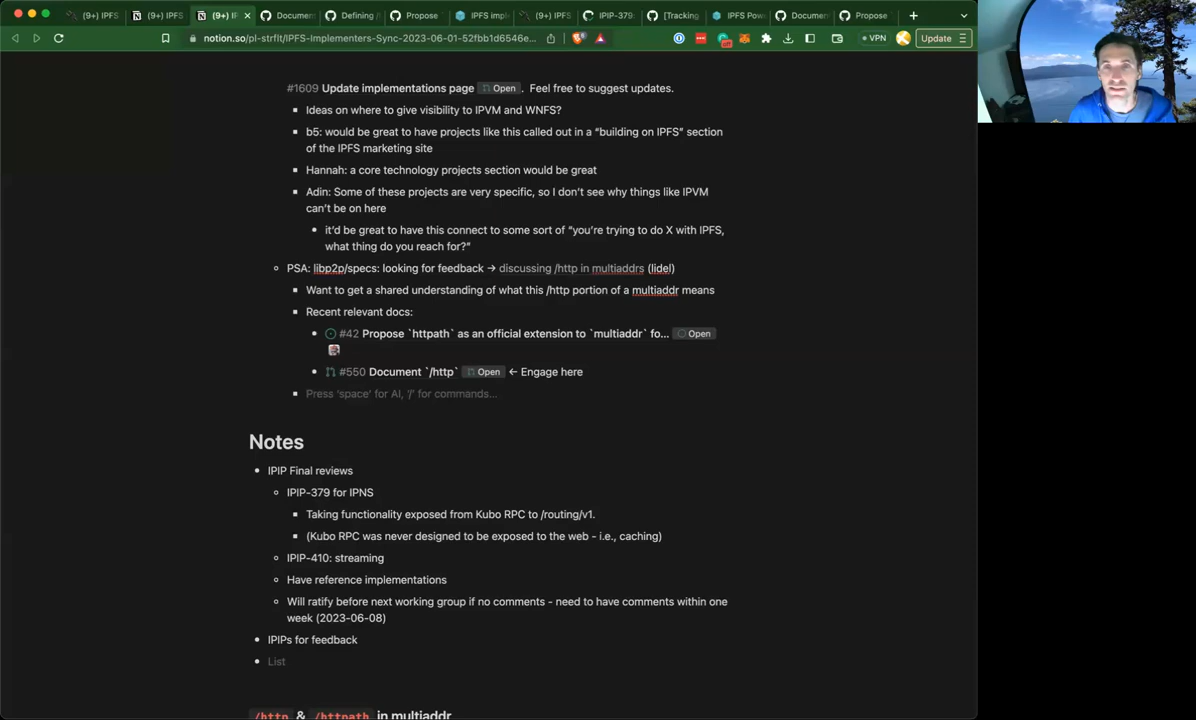 (9+) IPFS
(9+) IPFS
(9+) I
Documen
Defining /
Propose
IPFS imp
(9+) IPFS
IPIP-379:
[Tracking
IPFS Pow
Documen
Propose
notion.so/pl-strflt/IPFS-Implementers-Sync-2023-06-01-52fbb1d6546e...
off
VPN
Update
#1609 Update implementations page Open. Feel free to suggest updates.
Ideas on where to give visibility to IPVM and WNFS?
b5: would be great to have projects like this called out in a “building on IPFS” section
of the IPFS marketing site
Hannah: a core technology projects section would be great
Adin: Some of these projects are very specific, so I don’t see why things like IPVM
can’t be on here
it’d be great to have this connect to some sort of “you’re trying to do X with IPFS,
what thing do you reach for?”
PSA: libp2p/specs: looking for feedback → discussing /http in multiaddrs (lidel)
Want to get a shared understanding of what this /http portion of a multiaddr means
Recent relevant docs:
#42 Propose `httpath` as an official extension to `multiaddr` fo... Open
#550 Document `/http` Open ← Engage here
Press ‘space’ for AI, ‘/’ for commands...
Notes
IPIP Final reviews
IPIP-379 for IPNS
Taking functionality exposed from Kubo RPC to /routing/v1.
(Kubo RPC was never designed to be exposed to the web - i.e., caching)
IPIP-410: streaming
Have reference implementations
Will ratify before next working group if no comments - need to have comments within one
week (2023-06-08)
IPIPs for feedback
List
/http & /httpath in multiaddr